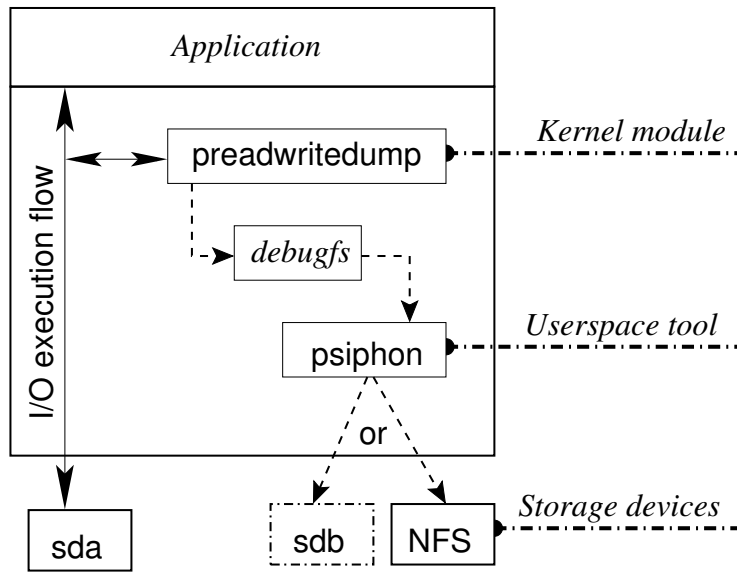 Application
Kernel module
preadwritedump
I/O execution flow
debugfs
Userspace tool
psiphon
or
Storage devices
sda
sdb
NFS